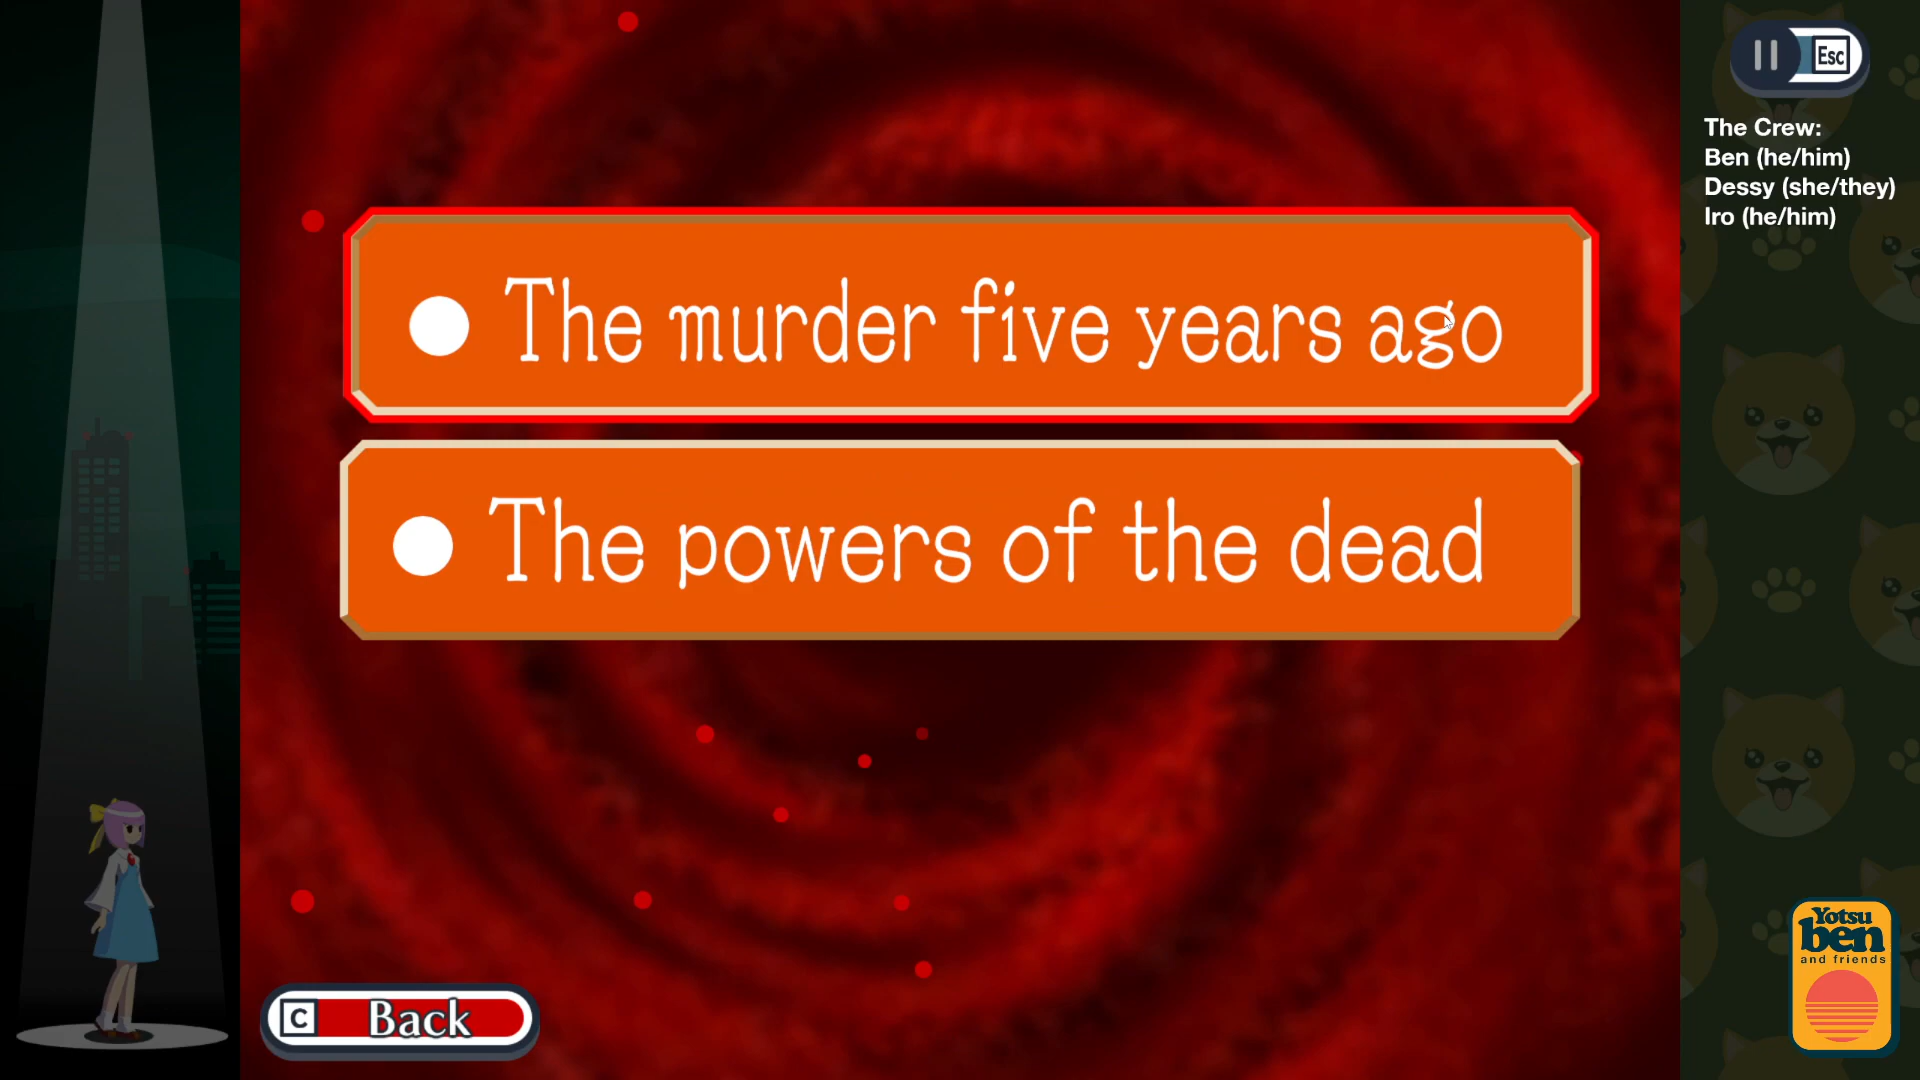 Esc
The Crew:
Ben (he/him)
Dessy (she/they)
Iro (he/him)
The murder five years ago
The powers of the dead
C Back
Yotsu
ben
and friends